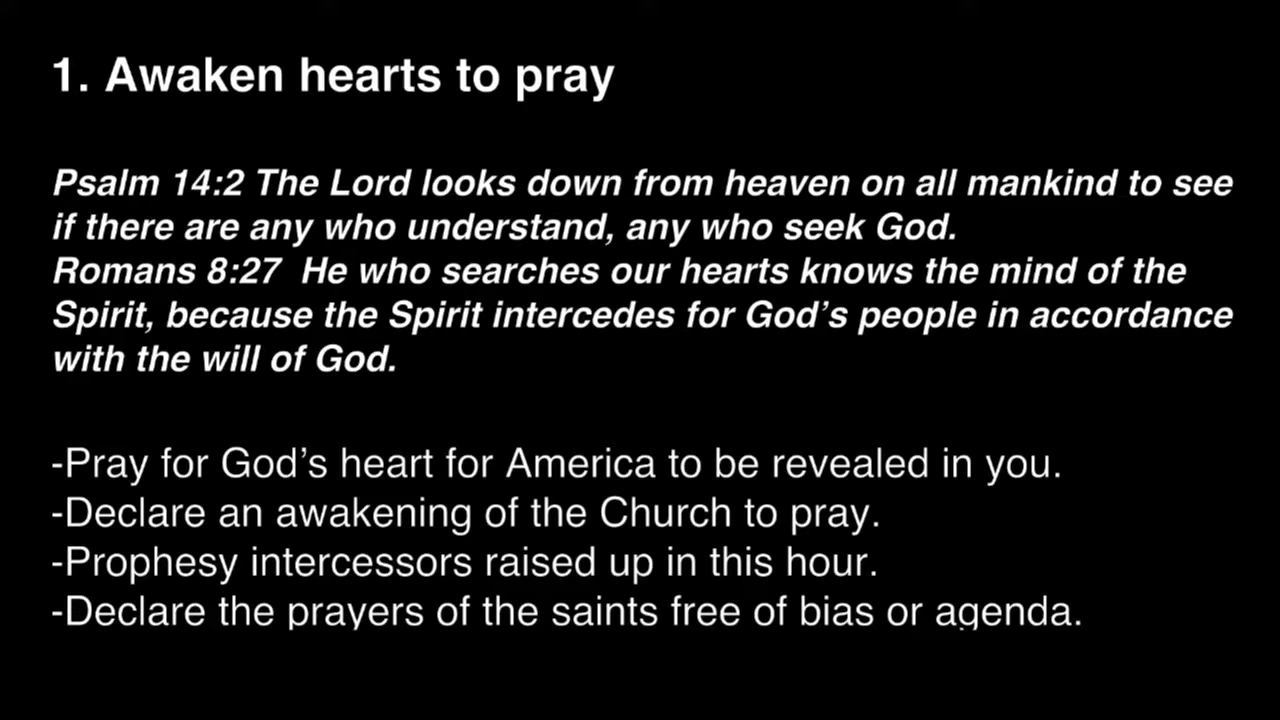 1. Awaken hearts to pray
Psalm 14:2 The Lord looks down from heaven on all mankind to see
if there are any who understand, any who seek God.
Romans 8:27  He who searches our hearts knows the mind of the
Spirit, because the Spirit intercedes for God’s people in accordance
with the will of God.
-Pray for God’s heart for America to be revealed in you.
-Declare an awakening of the Church to pray.
-Prophesy intercessors raised up in this hour.
-Declare the prayers of the saints free of bias or agenda.